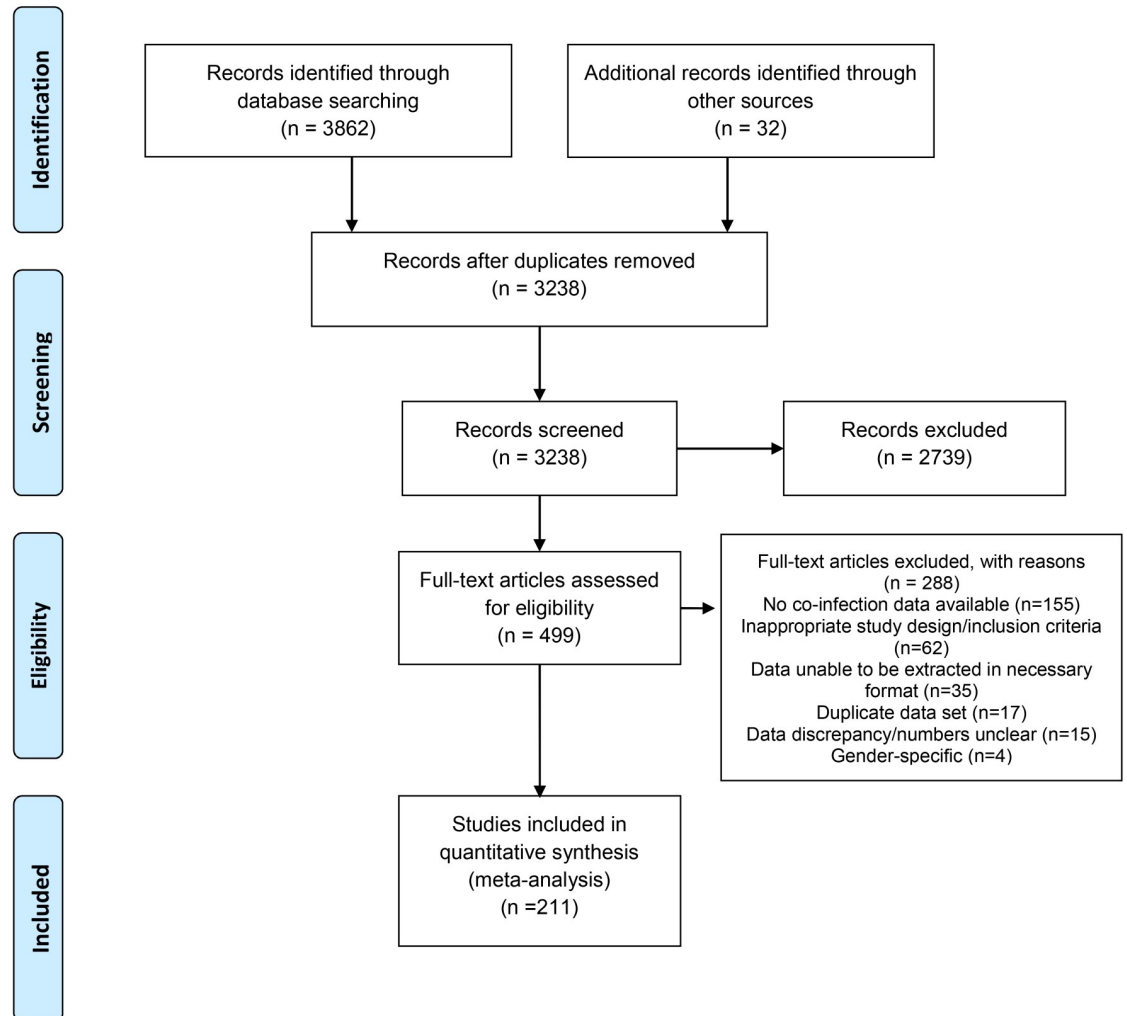 Identification
Records identified through
database searching
(n = 3862)
Additional records identified through
other sources
(n = 32)
Records after duplicates removed
(n = 3238)
Screening
Records screened
(n = 3238)
Records excluded
(n = 2739)
Eligibility
Full-text articles assessed
for eligibility
(n = 499)
Full-text articles excluded, with reasons
(n = 288)
No co-infection data available (n=155)
Inappropriate study design/inclusion criteria
(n=62)
Data unable to be extracted in necessary
format (n=35)
Duplicate data set (n=17)
Data discrepancy/numbers unclear (n=15)
Gender-specific (n=4)
Included
Studies included in
quantitative synthesis
(meta-analysis)
(n =211)